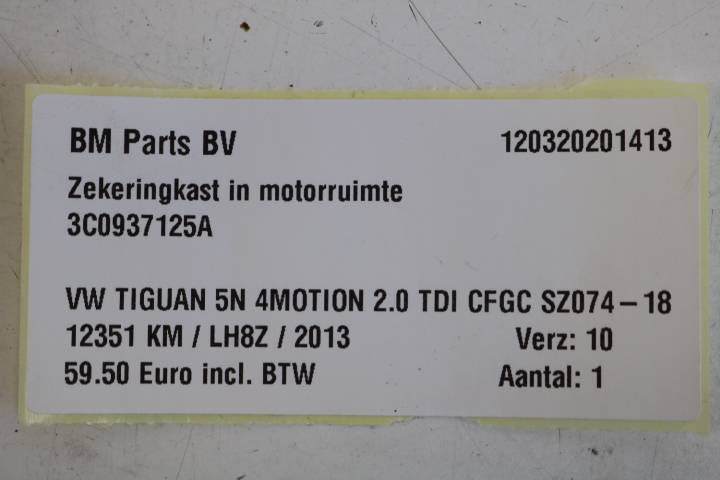 BM Parts BV 120320201413
Zekeringkast in motorruimte
3C0937125A
VW TIGUAN 5N 4MOTION 2.0 TDI CFGC SZ074-18
12351 KM / LH8Z / 2013 Verz: 10
59.50 Euro incl. BTW Aantal: 1